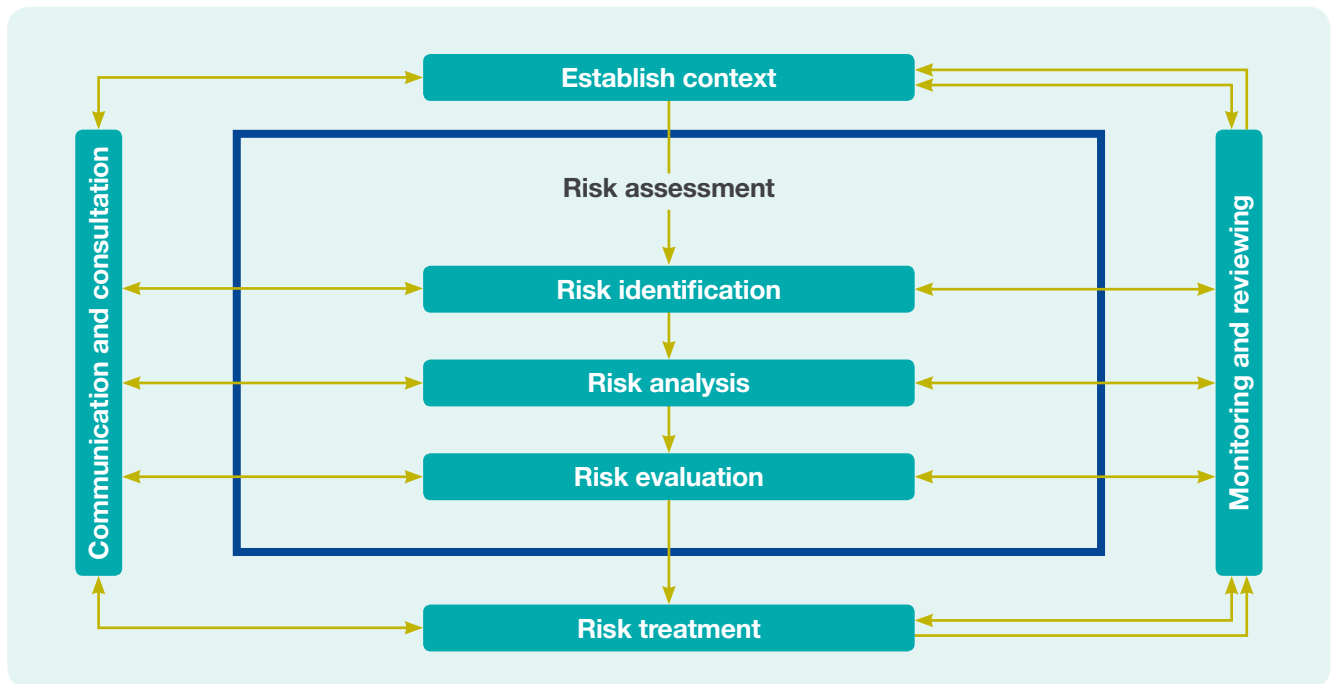 Establish context
Communication and consultation
Risk assessment
Monitoring and reviewing
Risk identification
Risk analysis
Risk evaluation
Risk treatment